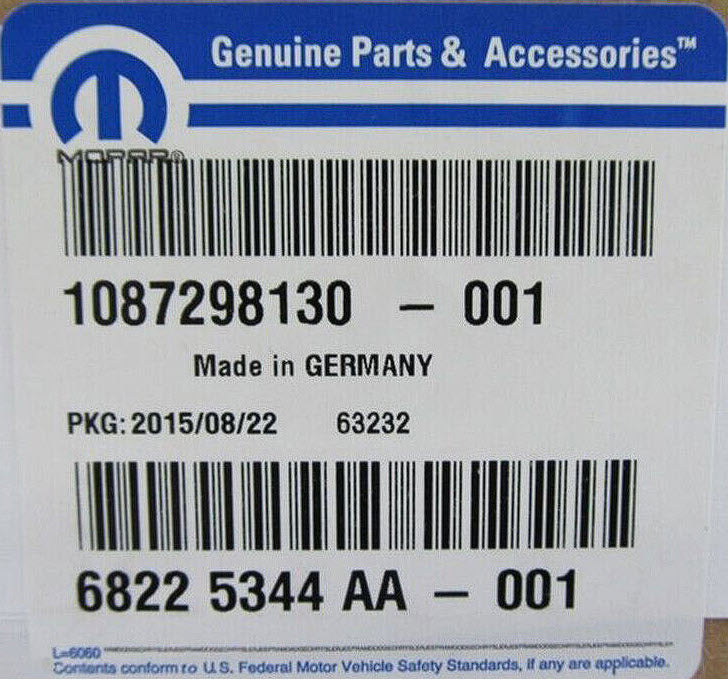 Genuine Parts & Accessories™
MOPAR®
1087298130 – 001
Made in GERMANY
PKG: 2015/08/22 63232
6822 5344 AA – 001
L=6060
Contents conform to U.S. Federal Motor Vehicle Safety Standards, if any are applicable.